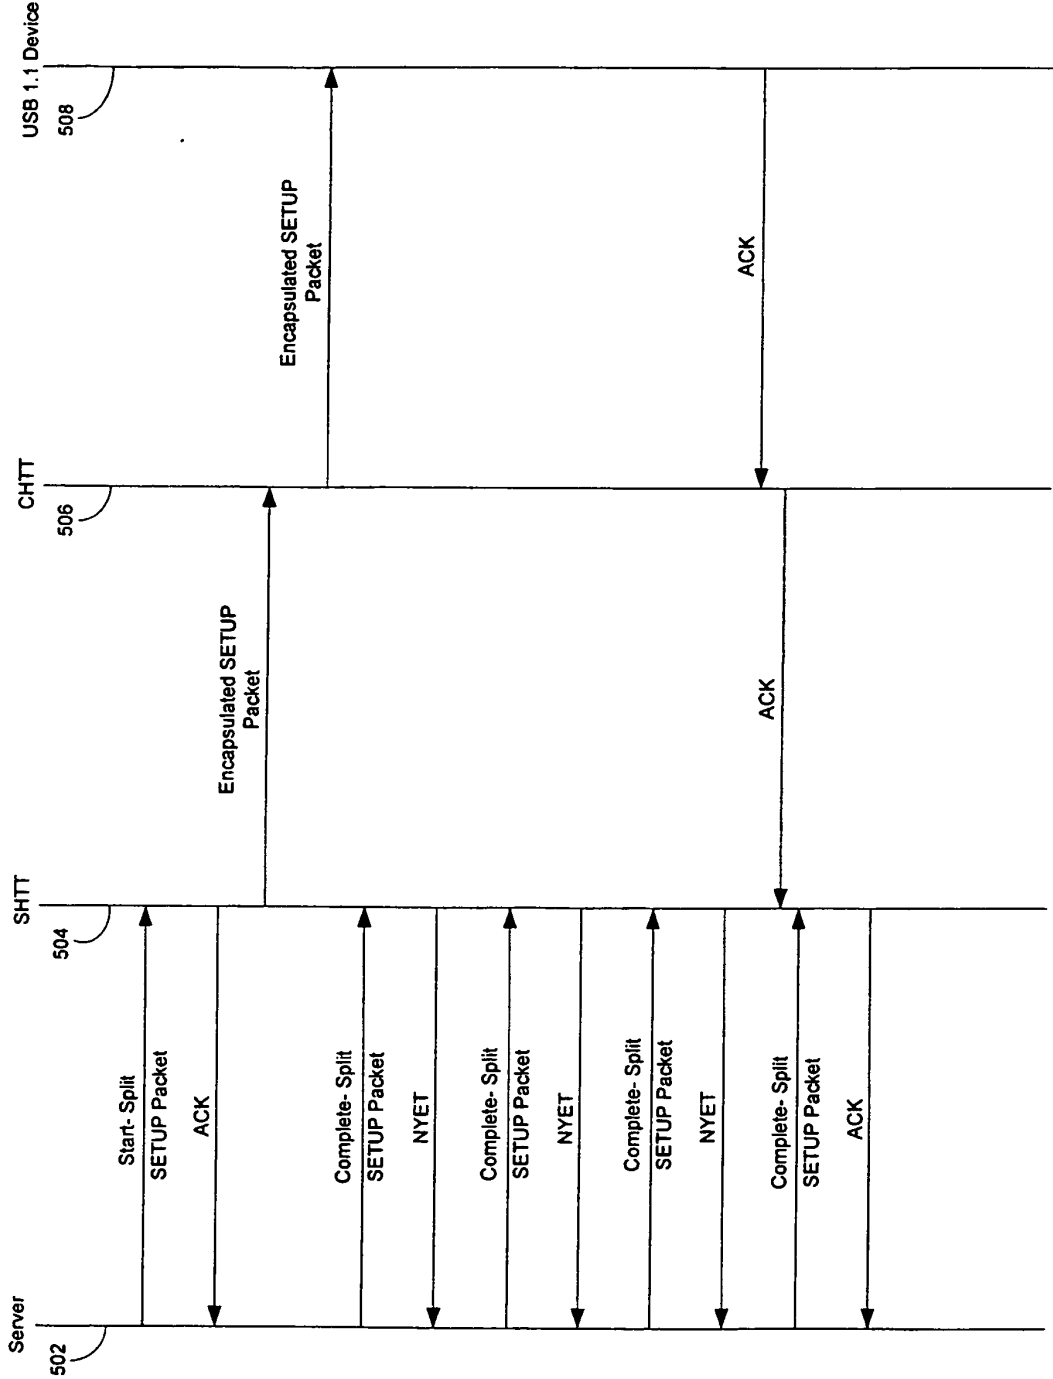 Server
502
SHTT
504
CHTT
506
USB 1.1 Device
508
Start- Split
SETUP Packet
ACK
Encapsulated SETUP
Packet
Encapsulated SETUP
Packet
Complete- Split
SETUP Packet
NYET
Complete- Split
SETUP Packet
NYET
Complete- Split
SETUP Packet
NYET
ACK
ACK
Complete- Split
SETUP Packet
ACK